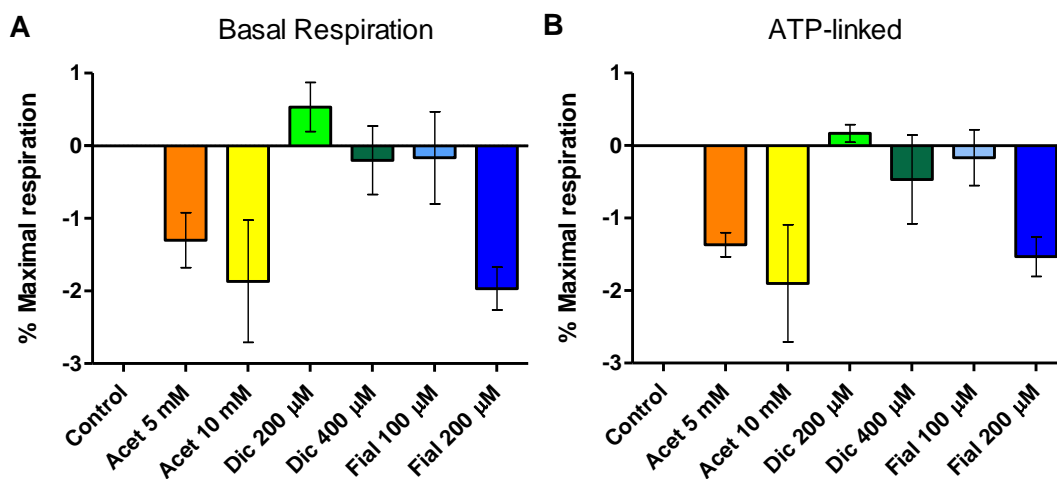 A
Basal Respiration
% Maximal respiration
1
0
-1
-2
-3
Control
Acet 5 mM
Acet 10 mM
Dic 200 µM
Dic 400 µM
Fial 100 µM
Fial 200 µM
B
ATP-linked
% Maximal respiration
1
0
-1
-2
-3
Control
Acet 5 mM
Acet 10 mM
Dic 200 µM
Dic 400 µM
Fial 100 µM
Fial 200 µM